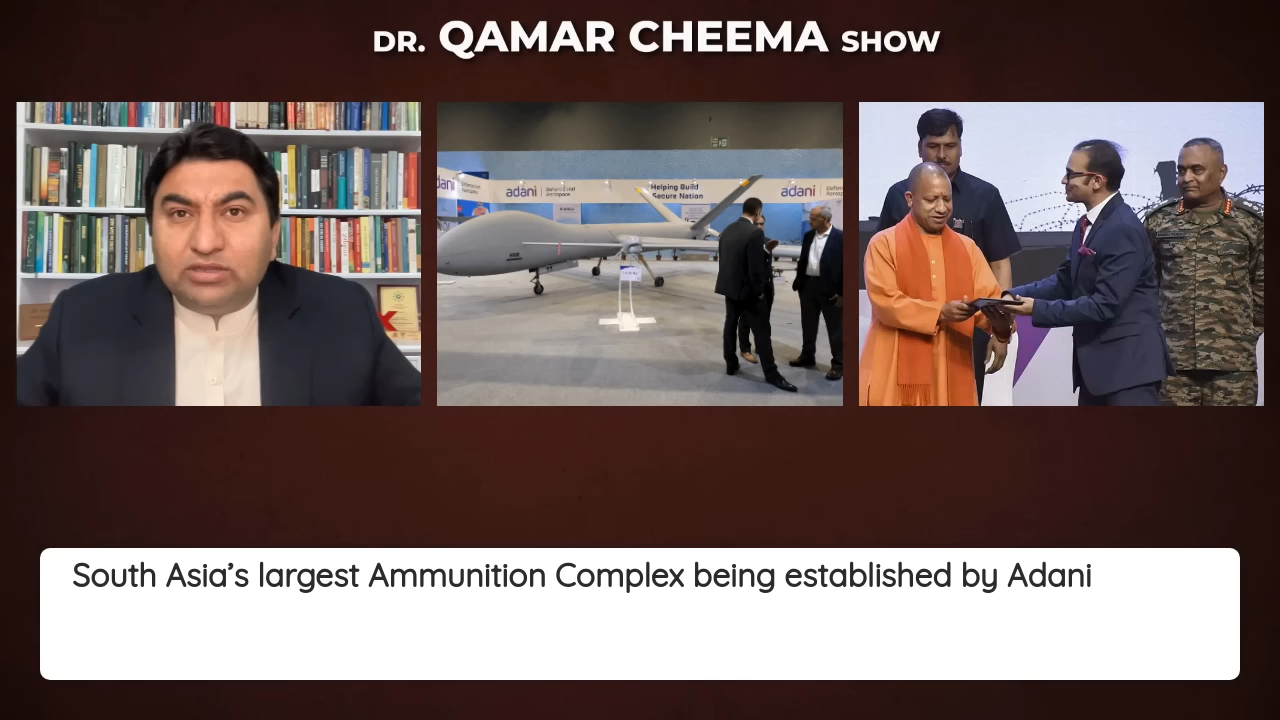 DR. QAMAR CHEEMA SHOW
adani
Helping Build
Secure Nation
adani
South Asia’s largest Ammunition Complex being established by Adani